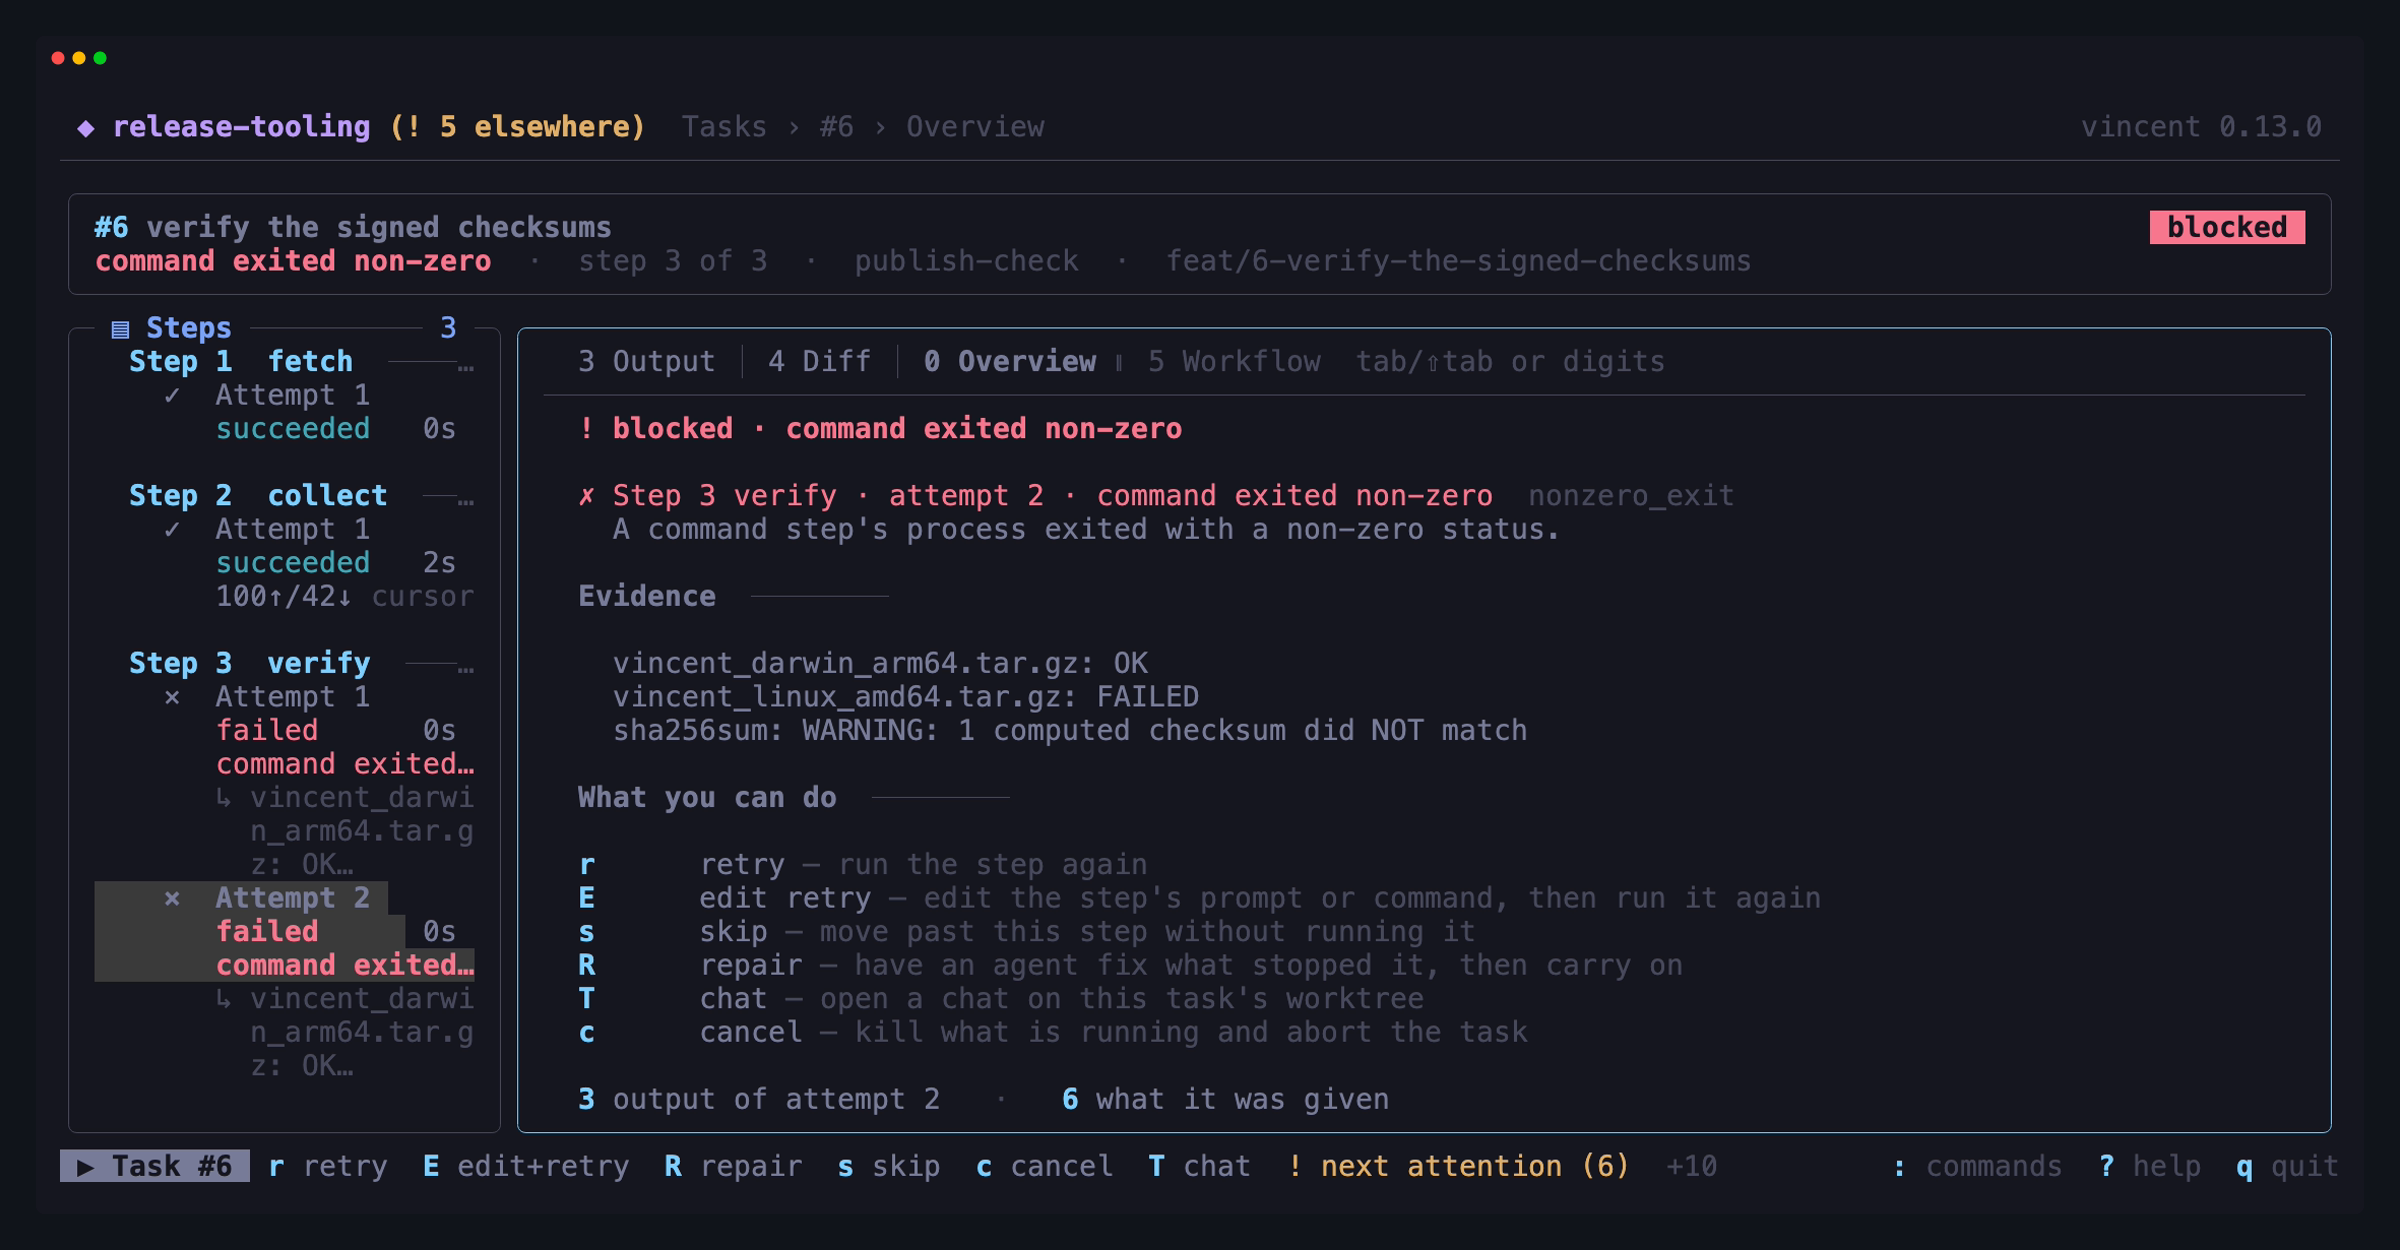 ◆ release-tooling (! 5 elsewhere) Tasks › #6 › Overview vincent 0.13.0
#6 verify the signed checksums blocked
command exited non-zero · step 3 of 3 · publish-check · feat/6-verify-the-signed-checksums
▤ Steps 3
Step 1 fetch …
✓ Attempt 1
succeeded 0s
Step 2 collect …
✓ Attempt 1
succeeded 2s
100↑/42↓ cursor
Step 3 verify …
× Attempt 1
failed 0s
command exited…
↳ vincent_darwi
n_arm64.tar.g
z: OK…
× Attempt 2
failed 0s
command exited…
↳ vincent_darwi
n_arm64.tar.g
z: OK…
3 Output │ 4 Diff │ 0 Overview 5 Workflow tab/⇧tab or digits
! blocked · command exited non-zero
✗ Step 3 verify · attempt 2 · command exited non-zero nonzero_exit
A command step's process exited with a non-zero status.
Evidence
vincent_darwin_arm64.tar.gz: OK
vincent_linux_amd64.tar.gz: FAILED
sha256sum: WARNING: 1 computed checksum did NOT match
What you can do
r retry — run the step again
E edit retry — edit the step's prompt or command, then run it again
s skip — move past this step without running it
R repair — have an agent fix what stopped it, then carry on
T chat — open a chat on this task's worktree
c cancel — kill what is running and abort the task
3 output of attempt 2 · 6 what it was given
▶ Task #6 r retry E edit+retry R repair s skip c cancel T chat ! next attention (6) +10 : commands ? help q quit